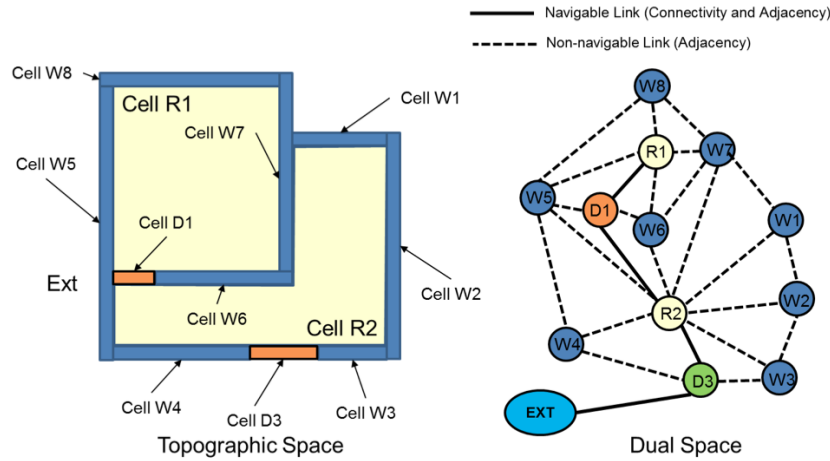 Navigable Link (Connectivity and Adjacency)
Non-navigable Link (Adjacency)
Cell W8
Cell R1
Cell W1
Cell W7
Cell W5
Cell D1
Ext
Cell W6
Cell R2
Cell W2
Cell W4
Cell D3
Cell W3
Topographic Space
W8
R1
W7
W5
D1
W6
W1
R2
W2
W4
D3
W3
EXT
Dual Space